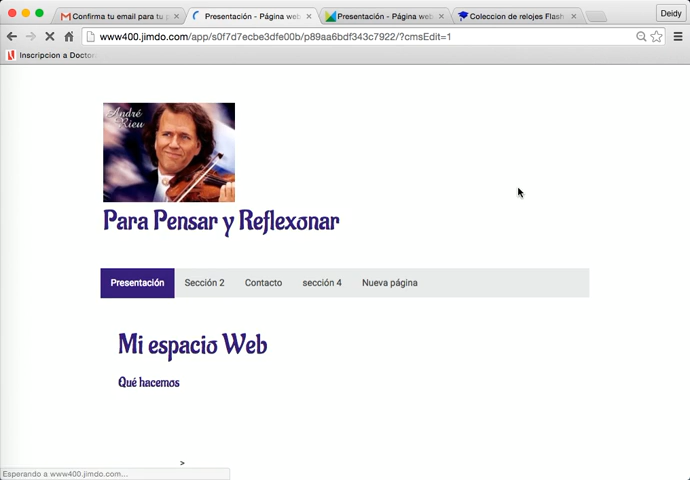 Confirma tu email para tu p
Presentación - Página web
Presentación - Página web
Coleccion de relojes Flash
Deidy
www400.jimdo.com/app/s0f7d7ecbe3dfe00b/p89aa6bdf343c7922/?cmsEdit=1
Inscripcion a Doctora
André
Rieu
Para Pensar y Reflexonar
Presentación Sección 2 Contacto sección 4 Nueva página
Mi espacio Web
Qué hacemos
>
Esperando a www400.jimdo.com...